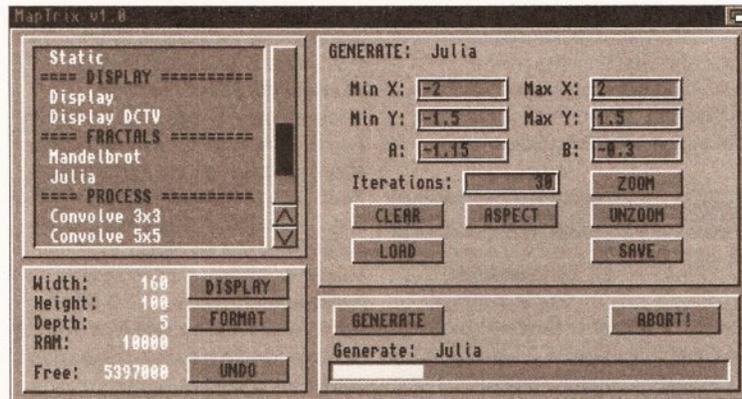 MapTrix v1.0
Static
==== DISPLAY ==========
Display
Display DCTV
==== FRACTALS =========
Mandelbrot
Julia
==== PROCESS ==========
Convolve 3x3
Convolve 5x5
Width: 160
Height: 100
Depth: 5
RAM: 10000
Free: 5397000
DISPLAY
FORMAT
UNDO
GENERATE: Julia
Min X: -2 Max X: 2
Min Y: -1.5 Max Y: 1.5
A: -1.15 B: -0.3
Iterations: 30 ZOOM
CLEAR ASPECT UNZOOM
LOAD SAVE
GENERATE ABORT!
Generate: Julia